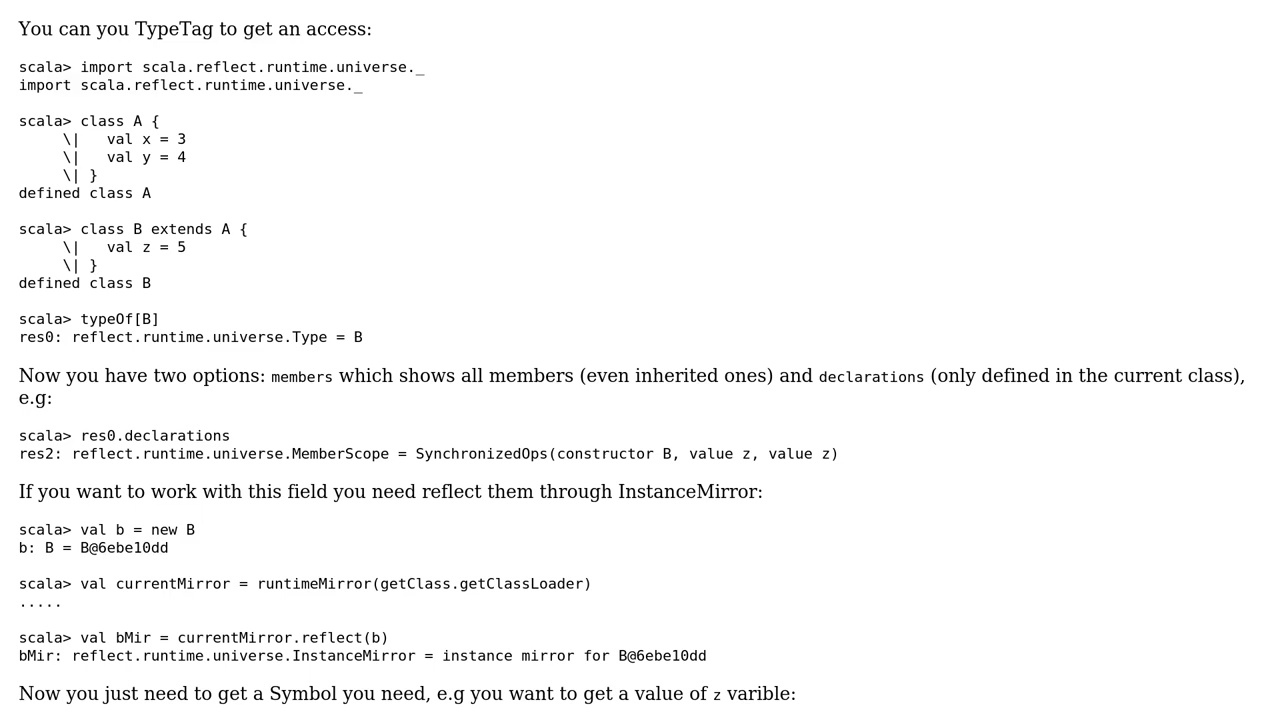 You can you TypeTag to get an access:
scala> import scala.reflect.runtime.universe._
import scala.reflect.runtime.universe._
scala> class A {
     \|   val x = 3
     \|   val y = 4
     \| }
defined class A
scala> class B extends A {
     \|   val z = 5
     \| }
defined class B
scala> typeOf[B]
res0: reflect.runtime.universe.Type = B
Now you have two options: members which shows all members (even inherited ones) and declarations (only defined in the current class),
e.g:
scala> res0.declarations
res2: reflect.runtime.universe.MemberScope = SynchronizedOps(constructor B, value z, value z)
If you want to work with this field you need reflect them through InstanceMirror:
scala> val b = new B
b: B = B@6ebe10dd
scala> val currentMirror = runtimeMirror(getClass.getClassLoader)
.....
scala> val bMir = currentMirror.reflect(b)
bMir: reflect.runtime.universe.InstanceMirror = instance mirror for B@6ebe10dd
Now you just need to get a Symbol you need, e.g you want to get a value of z varible: